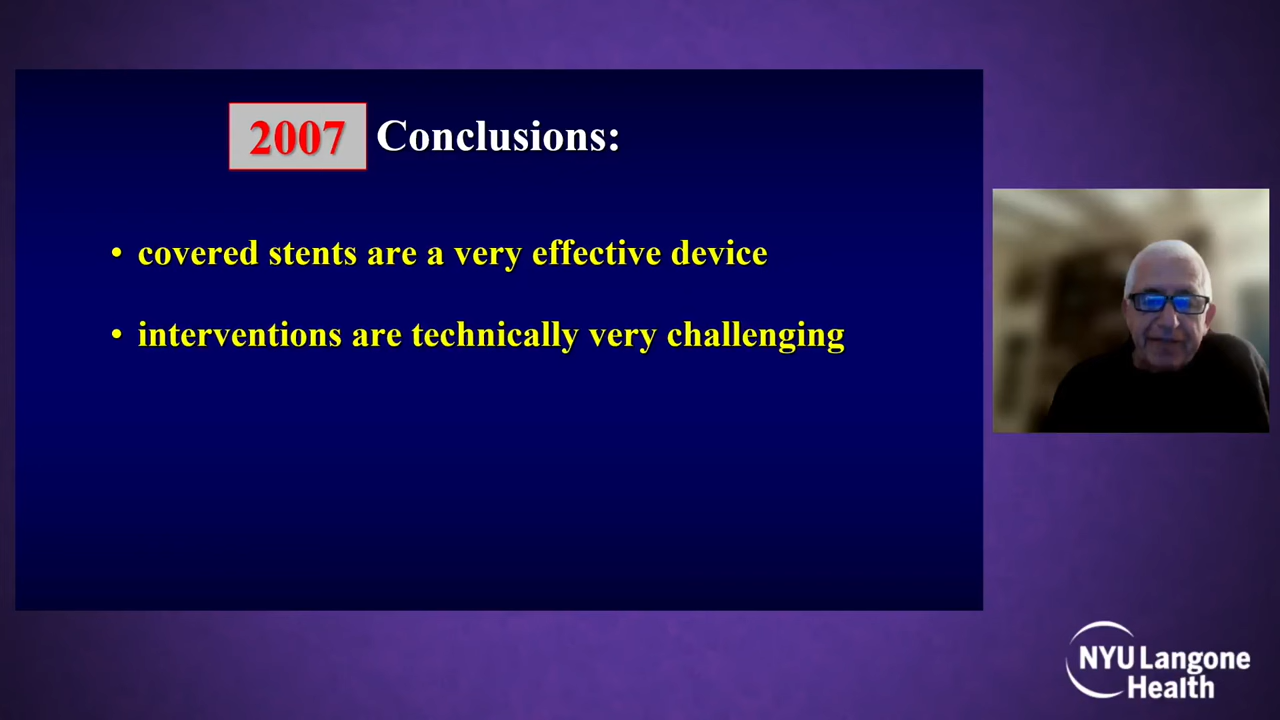 2007 Conclusions:
• covered stents are a very effective device
• interventions are technically very challenging
NYU Langone
Health